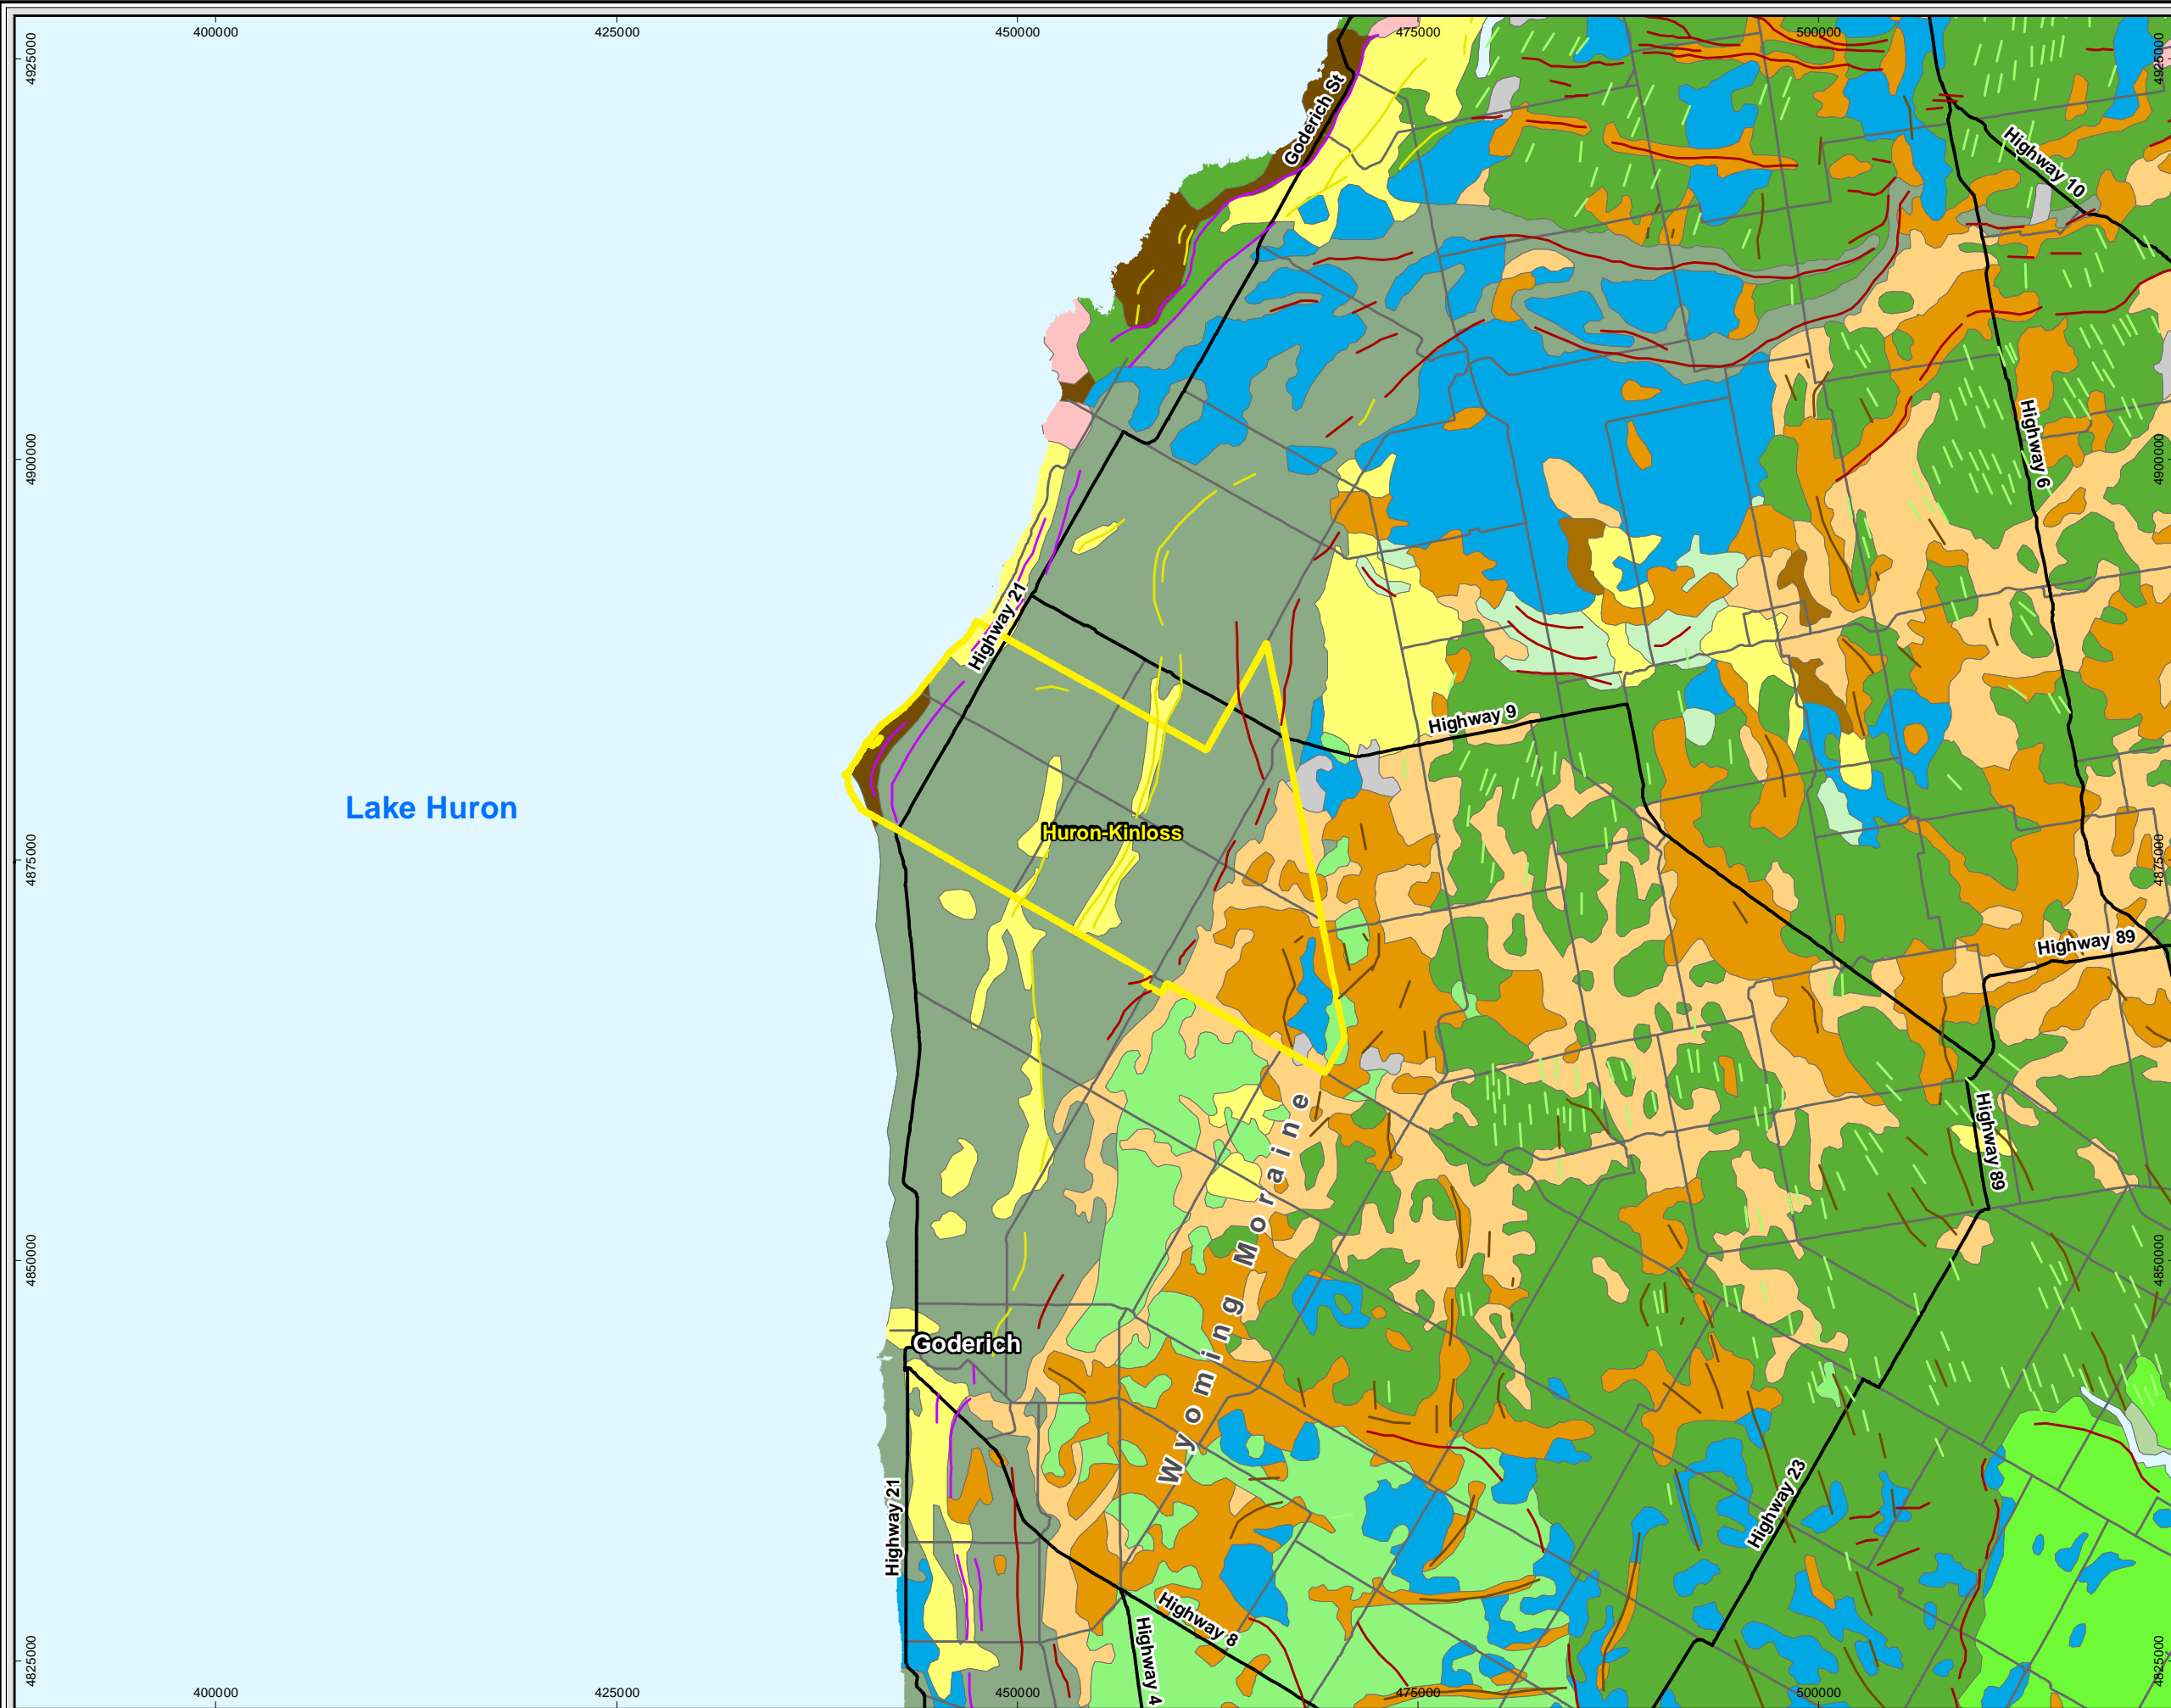 400000 425000 450000 475000 500000
4925000 4925000
Goderich St
Highway 10
4900000 4900000
Highway 6
Highway 21
Highway 9
Lake Huron
Huron-Kinloss
4875000 4875000
Highway 89
Highway 89
Wyoming Moraine
4850000 4850000
Goderich
Highway 21
Highway 23
Highway 8
Highway 4
4825000 4825000
400000 425000 450000 475000 500000